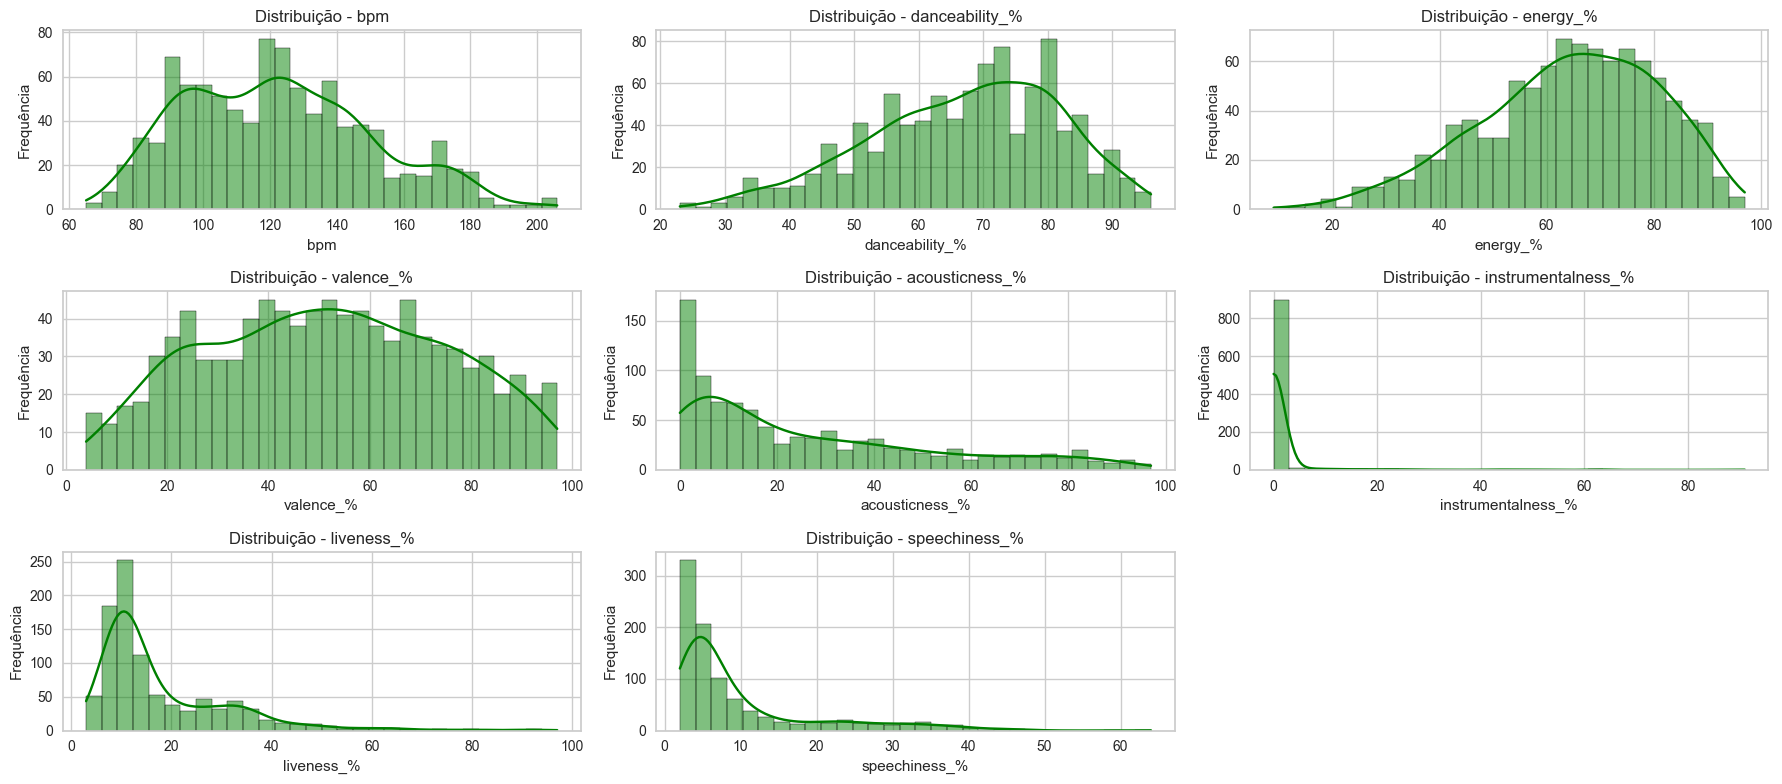 Distribuição - bpm
Frequência
80
60
40
20
0
60 80 100 120 140 160 180 200
bpm
Distribuição - danceability_%
Frequência
80
60
40
20
0
20 30 40 50 60 70 80 90
danceability_%
Distribuição - energy_%
Frequência
60
40
20
0
20 40 60 80 100
energy_%
Distribuição - valence_%
Frequência
40
30
20
10
0
0 20 40 60 80 100
valence_%
Distribuição - acousticness_%
Frequência
150
100
50
0
0 20 40 60 80 100
acousticness_%
Distribuição - instrumentalness_%
Frequência
800
600
400
200
0
0 20 40 60 80
instrumentalness_%
Distribuição - liveness_%
Frequência
250
200
150
100
50
0
0 20 40 60 80 100
liveness_%
Distribuição - speechiness_%
Frequência
300
200
100
0
0 10 20 30 40 50 60
speechiness_%